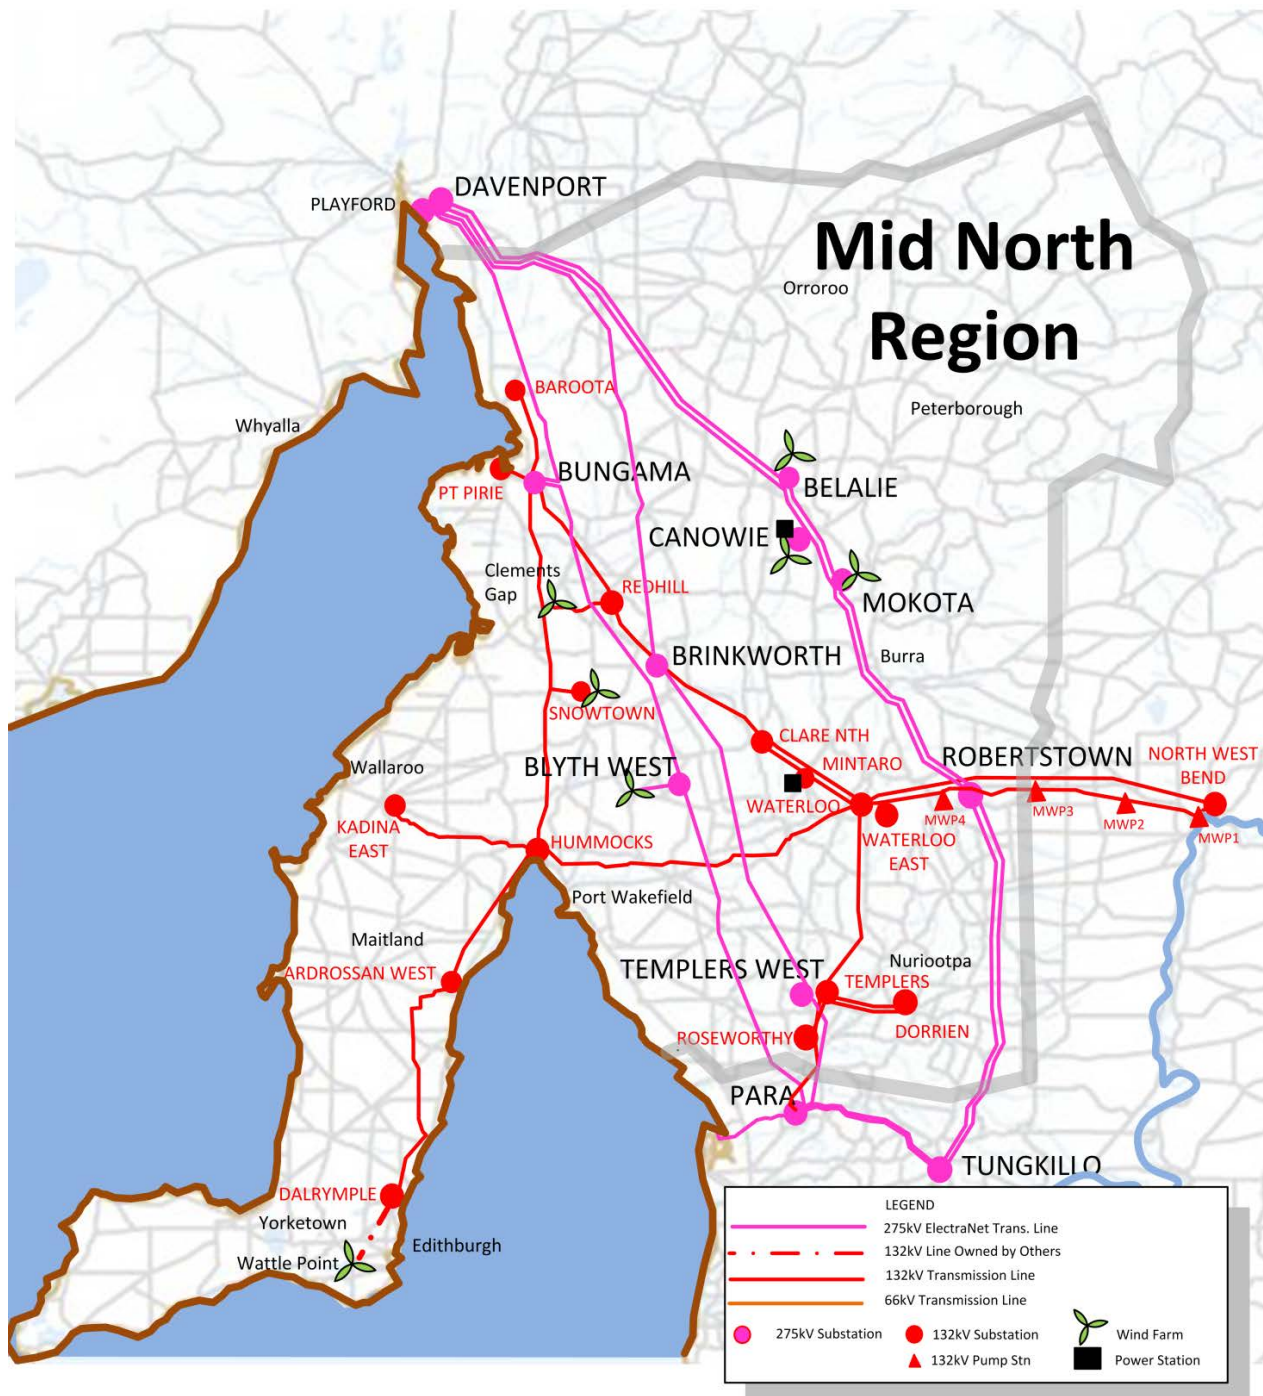 DAVENPORT
PLAYFORD
Mid North
Orroroo
Region
BAROOTA
Peterborough
Whyalla
BUNGAMA
PT PIRIE
BELALIE
CANOWIE
Clements
Gap
REDHILL
MOKOTA
BRINKWORTH
Burra
SNOWTOWN
CLARE NTH
ROBERTSTOWN
NORTH WEST
BEND
BLYTH WEST
MINTARO
Wallaroo
WATERLOO
KADINA
EAST
WATERLOO
EAST
MWP4
MWP3
MWP2
MWP1
HUMMOCKS
Port Wakefield
Maitland
ARDROSSAN WEST
TEMPLERS WEST
Nuriootpa
TEMPLERS
ROSEWORTHY
DORRIEN
PARA
TUNGKILLO
DALRYMPLE
Yorketown
Edithburgh
Wattle Point
LEGEND
275kV ElectraNet Trans. Line
132kV Line Owned by Others
132kV Transmission Line
66kV Transmission Line
275kV Substation
132kV Substation
Wind Farm
132kV Pump Stn
Power Station